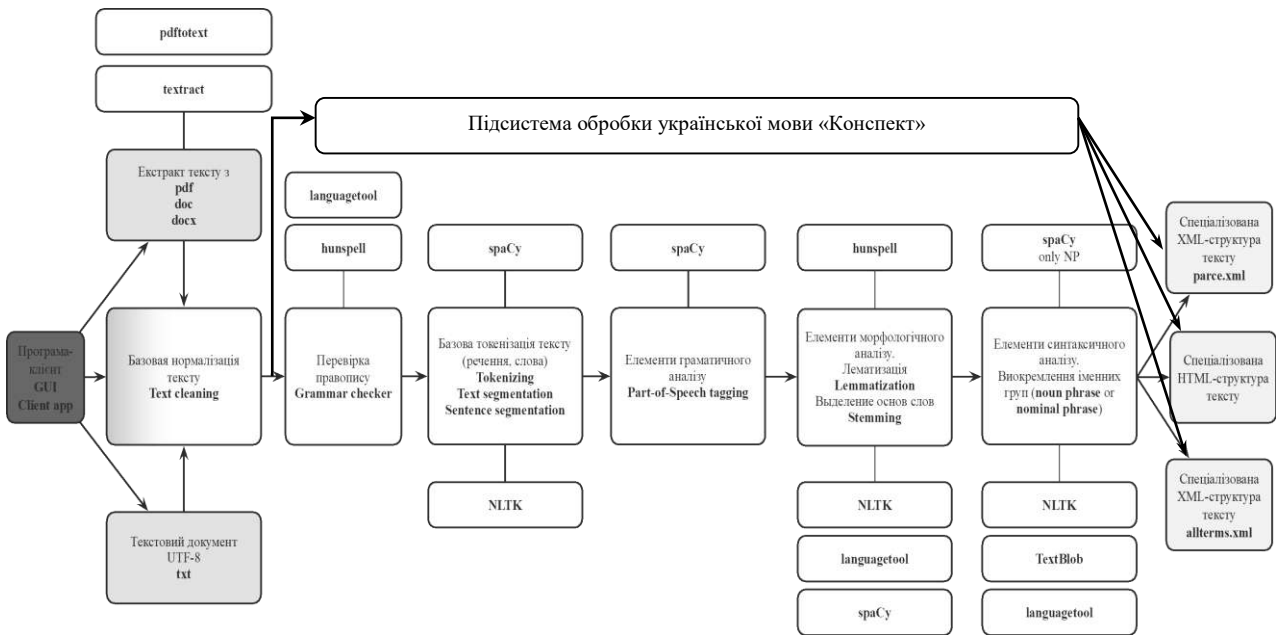 pdftotext
textract
Підсистема обробки української мови «Конспект»
Екстракт тексту з
pdf
doc
docx
languagetool
hunspell
spaCy
spaCy
hunspell
spaCy
only NP
Спеціалізована
XML-структура
тексту
parce.xml
Програма-
клієнт
GUI
Client app
Базовая нормалізація
тексту
Text cleaning
Перевірка
правопису
Grammar checker
Базова токенізація тексту
(речення, слова)
Tokenizing
Text segmentation
Sentence segmentation
Елементи граматичного
аналізу
Part-of-Speech tagging
Елементи морфологічного
аналізу.
Лематизація
Lemmatization
Выделение основ слов
Stemming
Елементи синтаксичного
аналізу.
Виокремлення іменних
груп (noun phrase or
nominal phrase)
Спеціалізована
HTML-структура
тексту
Текстовий документ
UTF-8
txt
NLTK
NLTK
languagetool
spaCy
NLTK
TextBlob
languagetool
Спеціалізована
XML-структура
тексту
allterms.xml